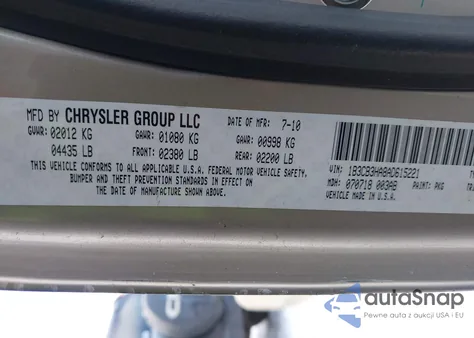 MFD BY CHRYSLER GROUP LLC DATE OF MFR: 7-10
GVWR: 02012 KG GAWR: 01080 KG GAWR: 00998 KG
04435 LB FRONT: 02380 LB REAR: 02200 LB
THIS VEHICLE CONFORMS TO ALL APPLICABLE U.S.A. FEDERAL MOTOR VEHICLE SAFETY,
BUMPER AND THEFT PREVENTION STANDARDS IN EFFECT ON
THE DATE OF MANUFACTURE SHOWN ABOVE.
VIN: 1B3CB3HA8AD615221
MDH: 070718 003AB PAINT: PKG
VEHICLE MADE IN U.S.A.
autoSnap
Pewne auta z aukcji USA i EU